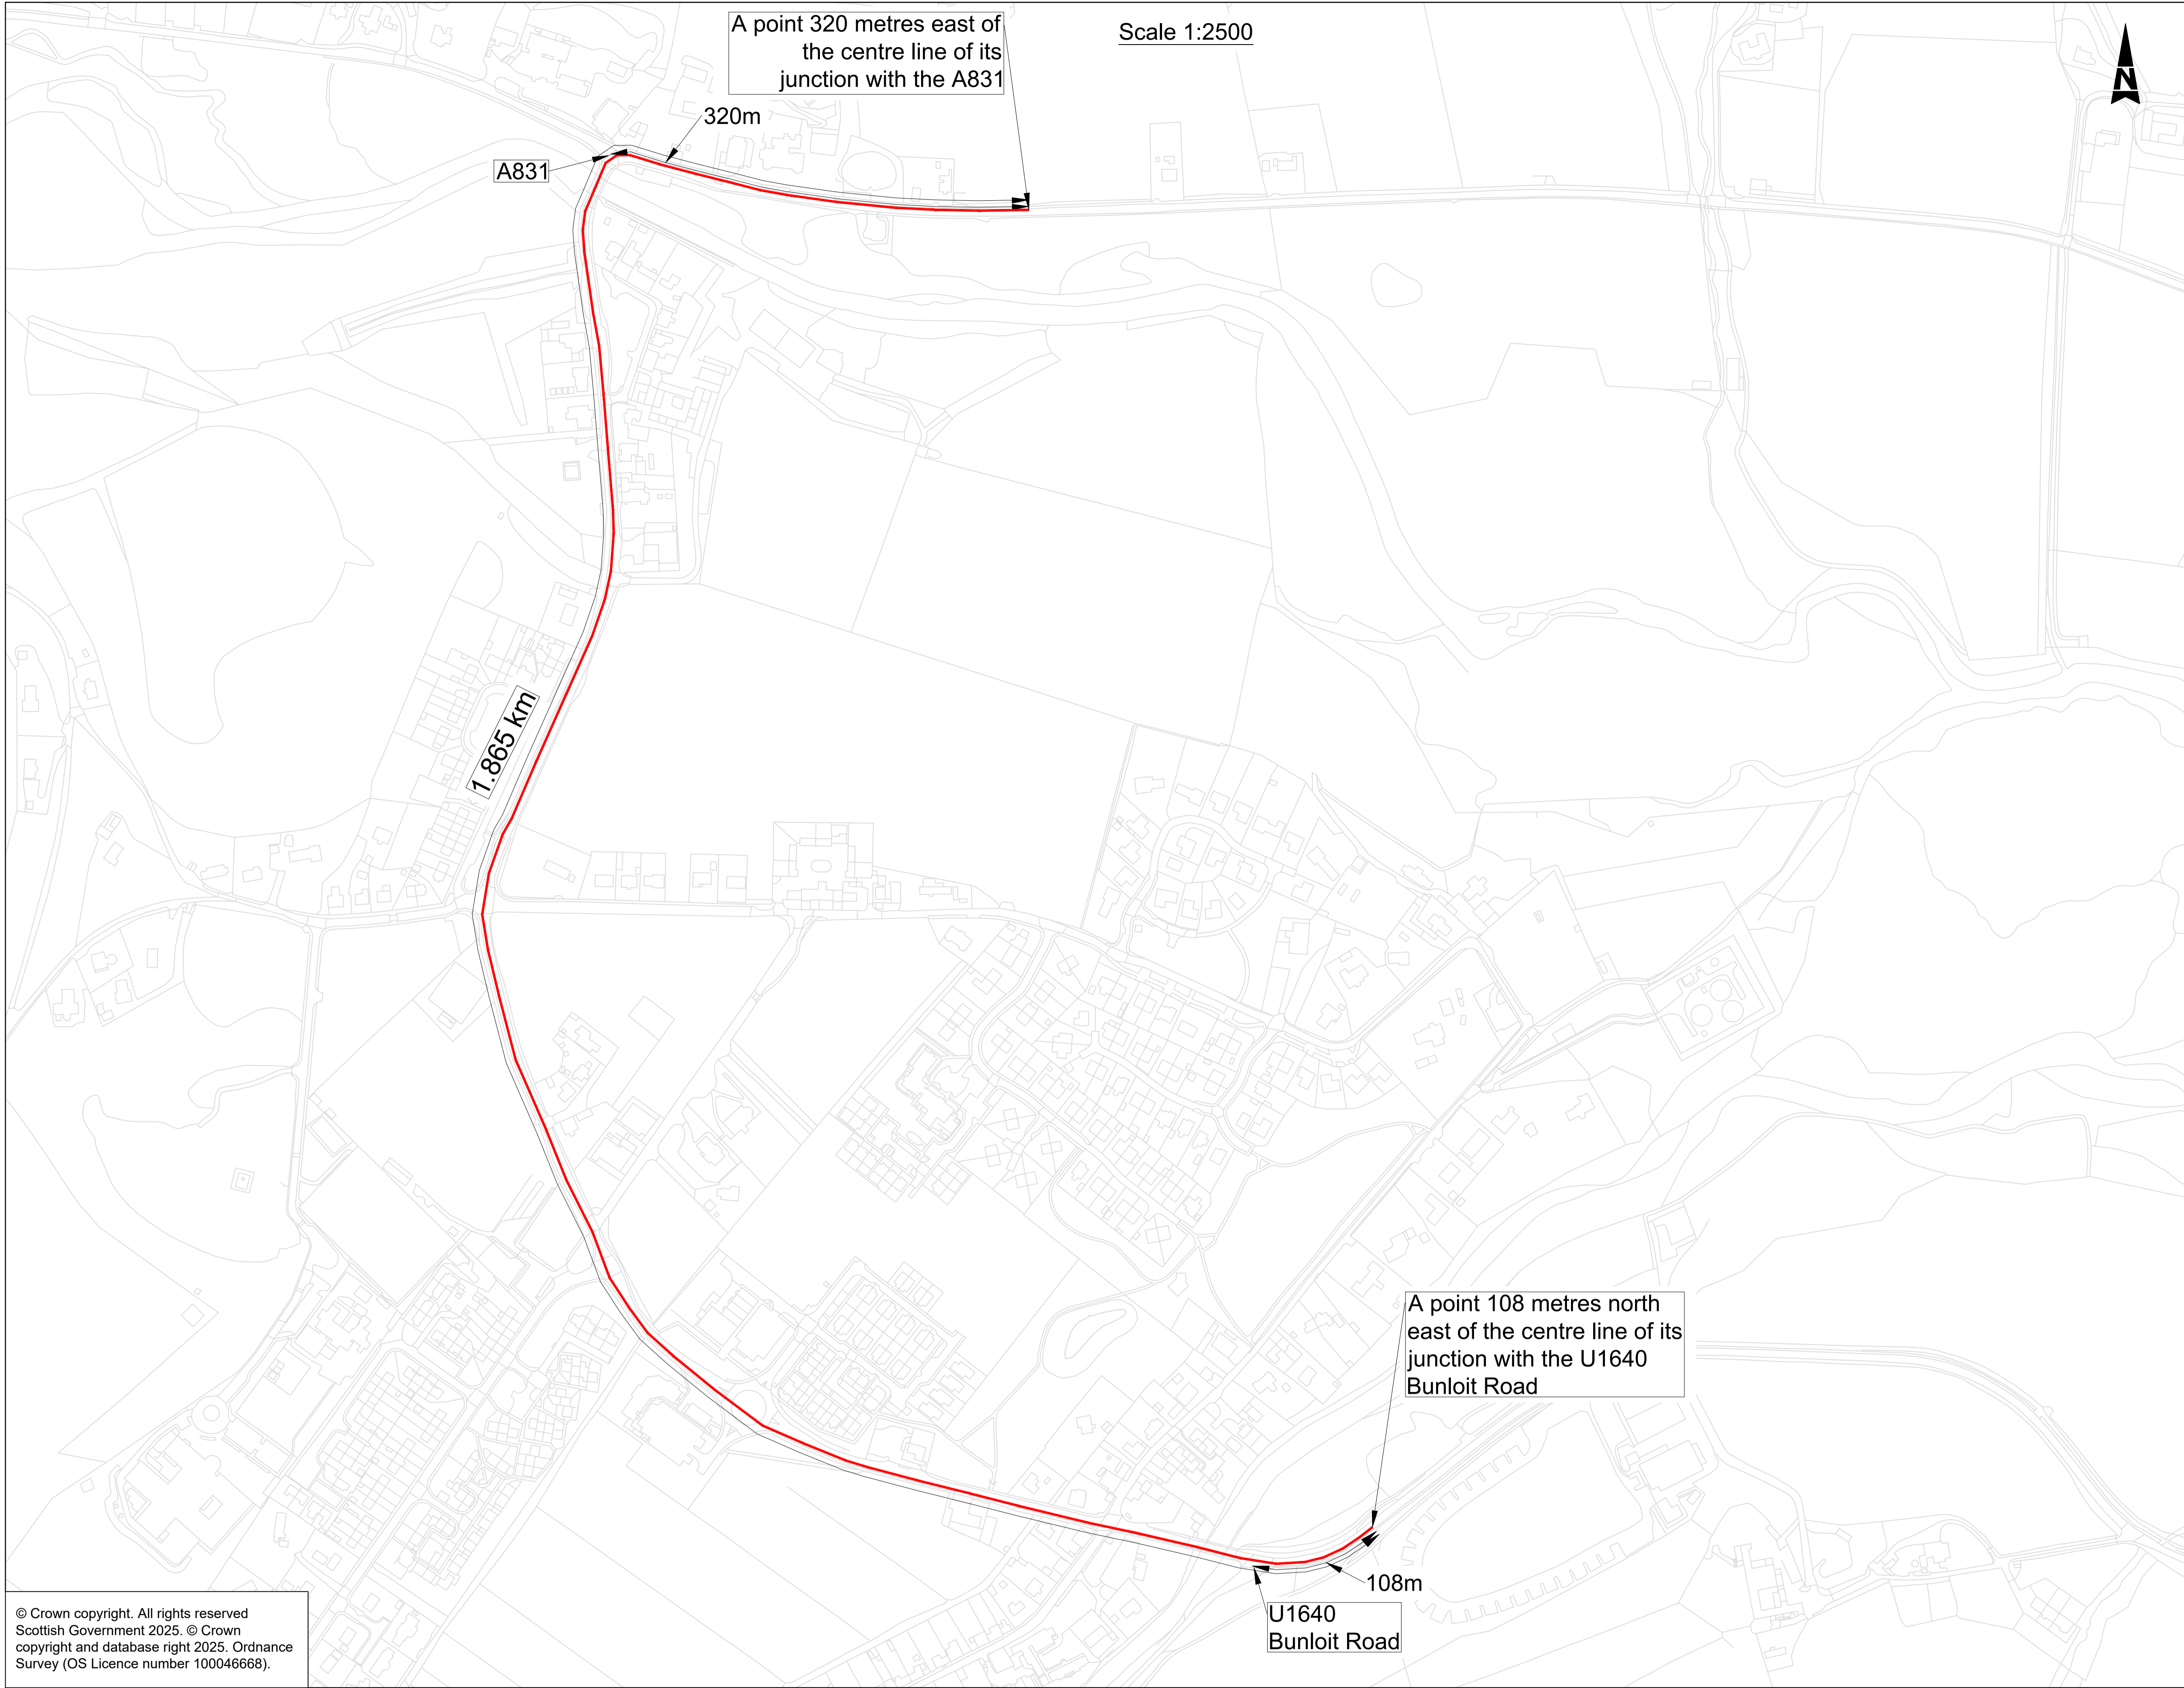 A point 320 metres east of
the centre line of its
junction with the A831
Scale 1:2500
N
320m
A831
1.865 km
A point 108 metres north
east of the centre line of its
junction with the U1640
Bunloit Road
108m
U1640
Bunloit Road
© Crown copyright. All rights reserved
Scottish Government 2025. © Crown
copyright and database right 2025. Ordnance
Survey (OS Licence number 100046668).